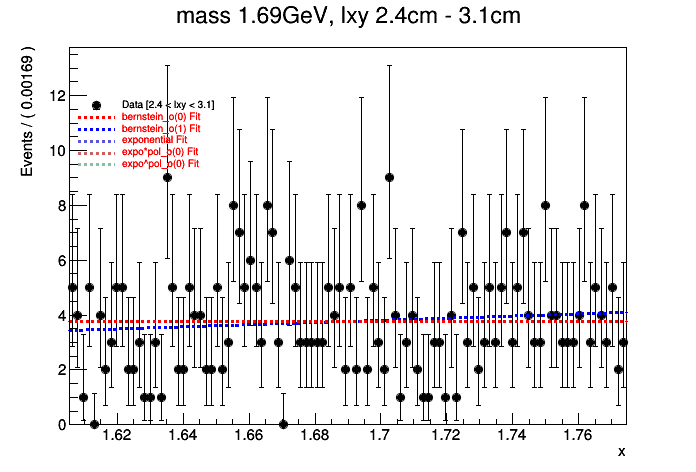 mass 1.69GeV, lxy 2.4cm - 3.1cm
Events / ( 0.00169 )
Data [2.4 < lxy < 3.1]
bernstein_o(0) Fit
bernstein_o(1) Fit
exponential Fit
expo*pol_o(0) Fit
expo^pol_o(0) Fit
12
10
8
6
4
2
0
1.62 1.64 1.66 1.68 1.7 1.72 1.74 1.76
x